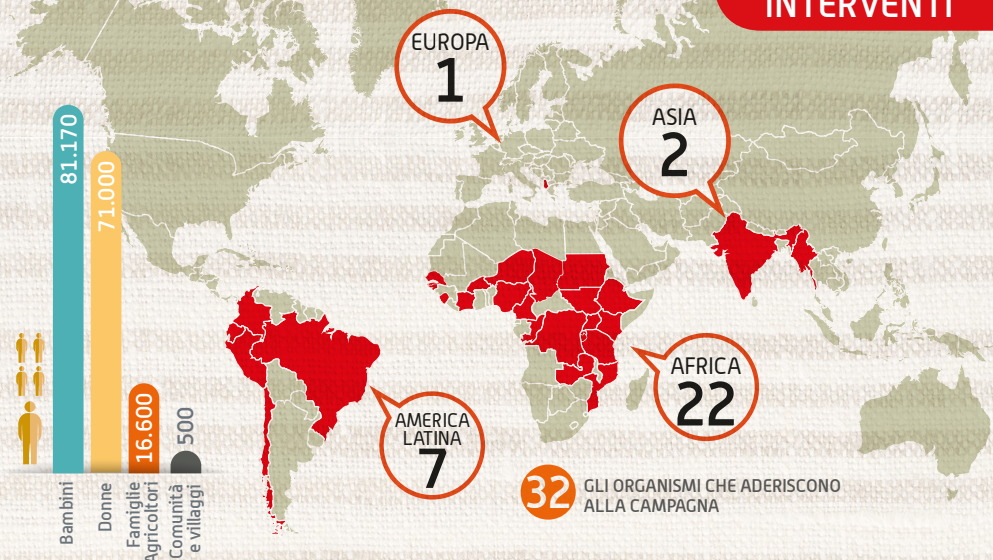 INTERVENTI
EUROPA
1
ASIA
2
81.170
71.000
16.600
500
AFRICA
22
AMERICA
LATINA
7
32
GLI ORGANISMI CHE ADERISCONO
ALLA CAMPAGNA
Bambini
Donne
Famiglie
Agricoltori
Comunità
e villaggi